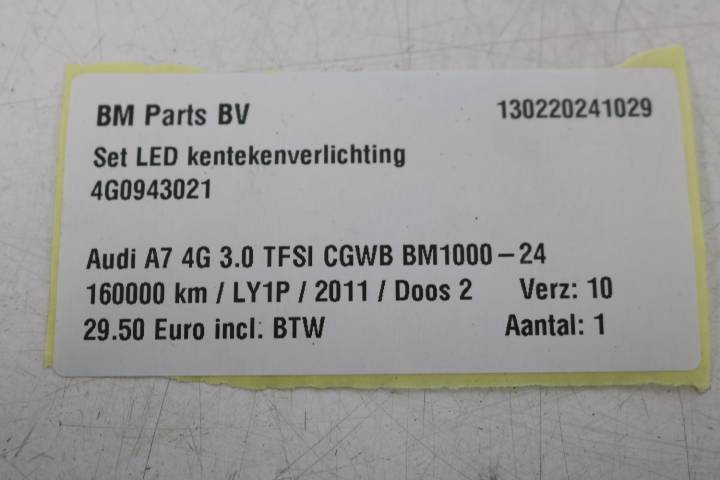 BM Parts BV 130220241029
Set LED kentekenverlichting
4G0943021
Audi A7 4G 3.0 TFSI CGWB BM1000-24
160000 km / LY1P / 2011 / Doos 2 Verz: 10
29.50 Euro incl. BTW Aantal: 1